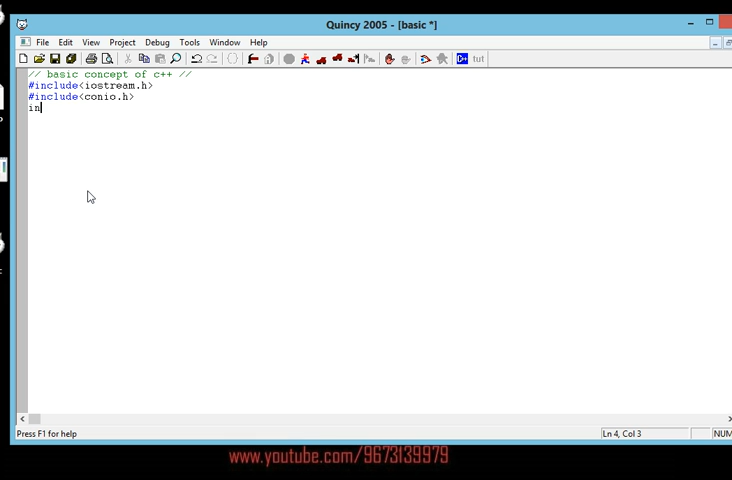 Quincy 2005 - [basic *]
File Edit View Project Debug Tools Window Help
tut
// basic concept of c++ //
#include<iostream.h>
#include<conio.h>
in
Press F1 for help
Ln 4, Col 3
NUM
www.youtube.com/9673139979